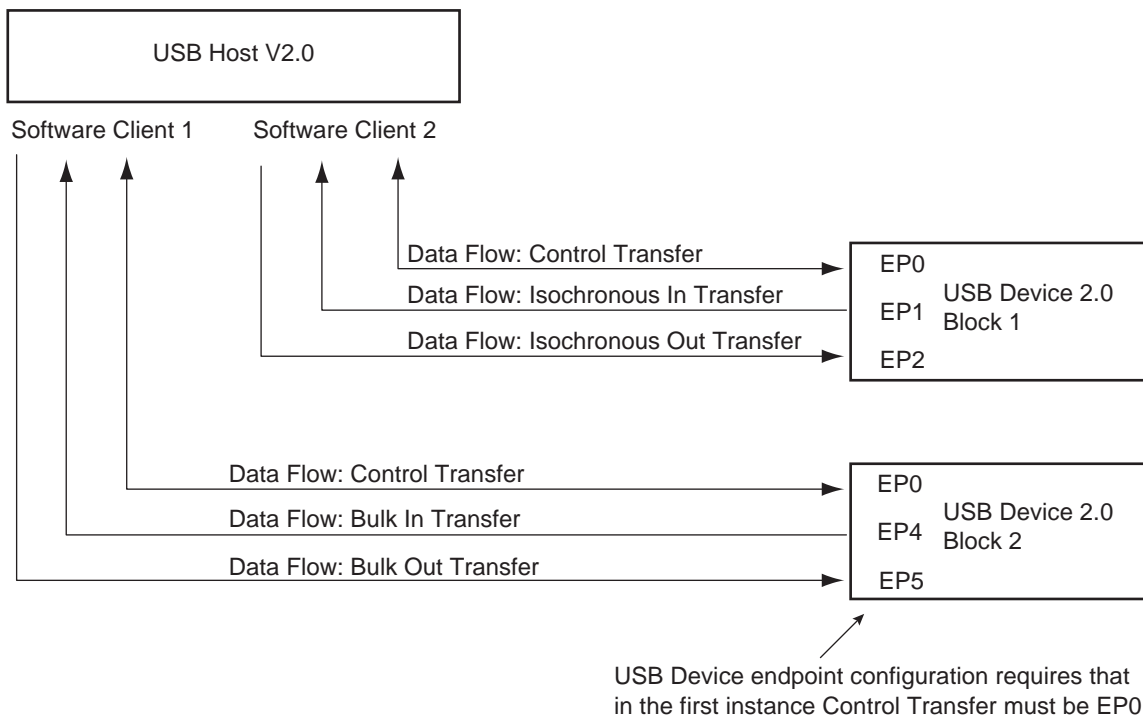 USB Host V2.0
Software Client 1
Software Client 2
Data Flow: Control Transfer
Data Flow: Isochronous In Transfer
Data Flow: Isochronous Out Transfer
EP0
EP1
EP2
USB Device 2.0
Block 1
Data Flow: Control Transfer
Data Flow: Bulk In Transfer
Data Flow: Bulk Out Transfer
EP0
EP4
EP5
USB Device 2.0
Block 2
USB Device endpoint configuration requires that
in the first instance Control Transfer must be EP0